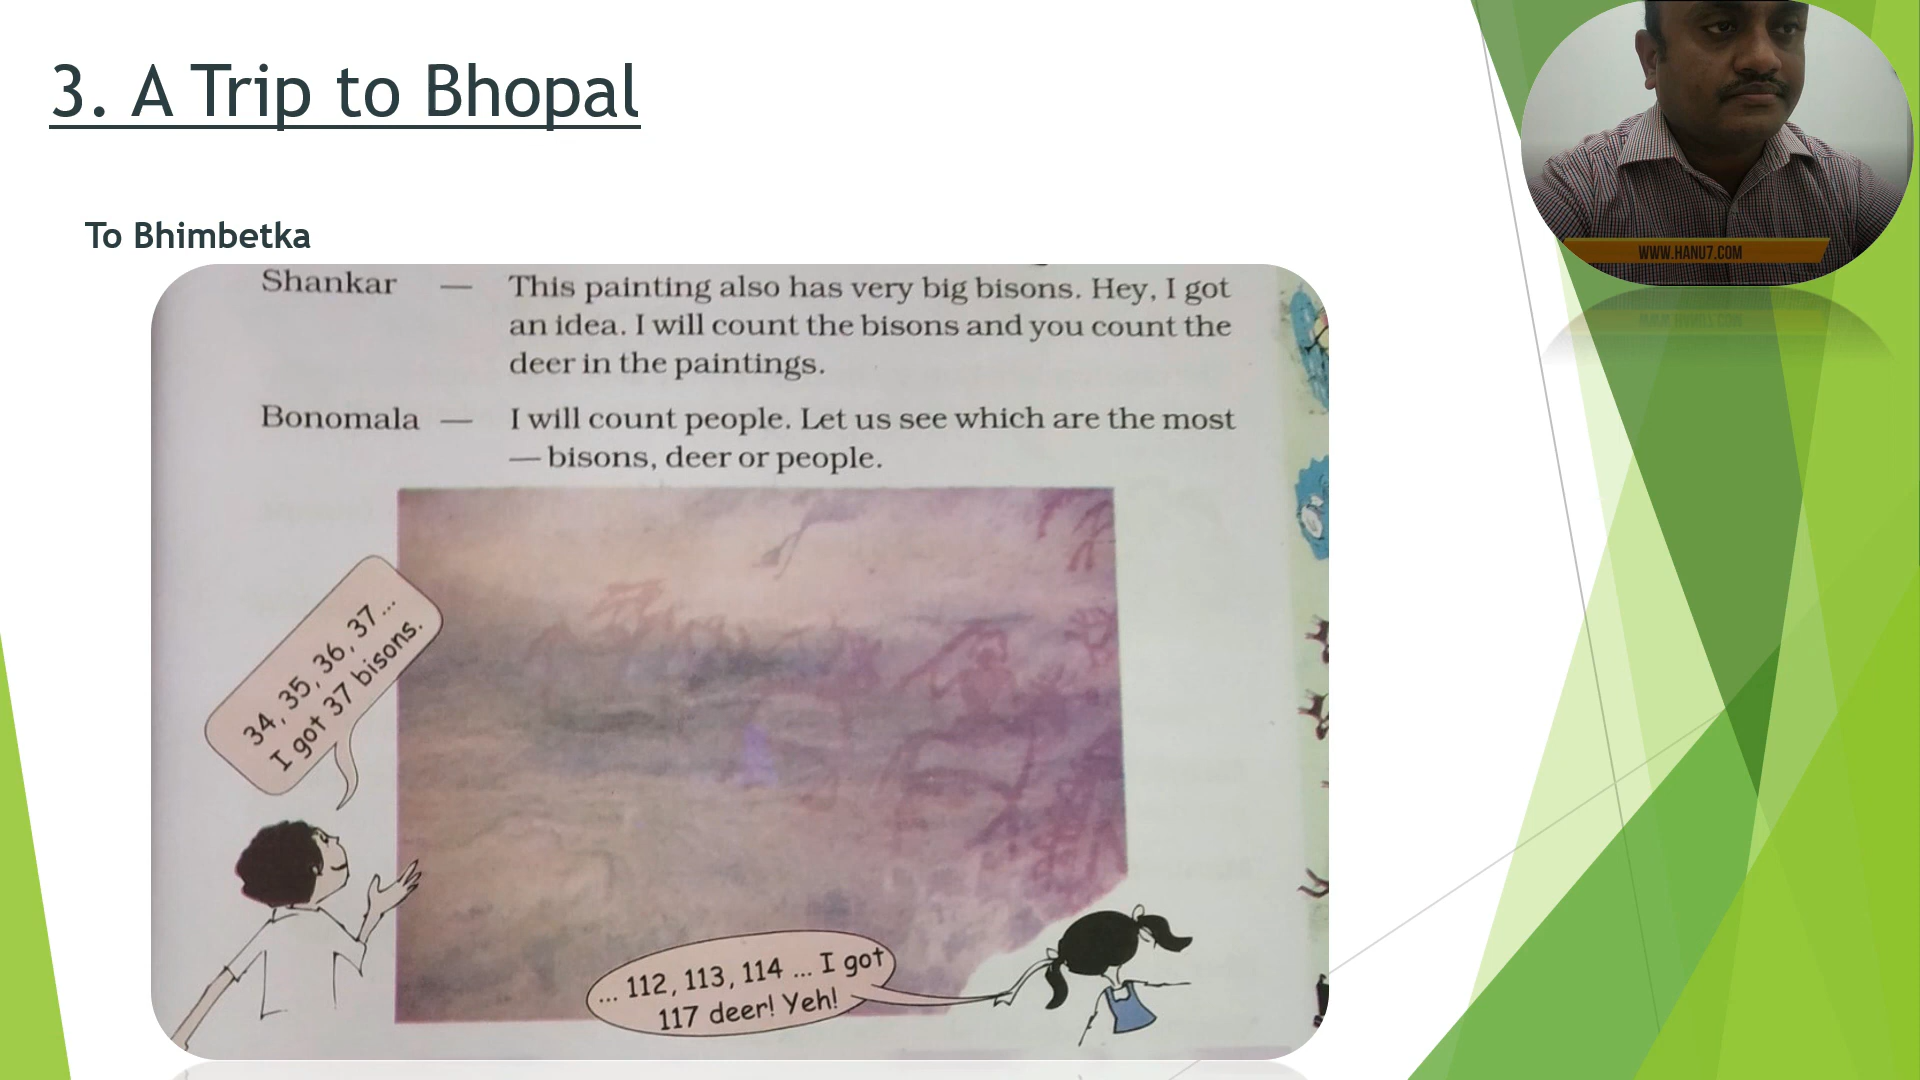 3. A Trip to Bhopal
WWW.HANU7.COM
To Bhimbetka
Shankar — This painting also has very big bisons. Hey, I got
an idea. I will count the bisons and you count the
deer in the paintings.
Bonomala — I will count people. Let us see which are the most
— bisons, deer or people.
34, 35, 36, 37 ...
I got 37 bisons.
... 112, 113, 114 ... I got
117 deer! Yeh!